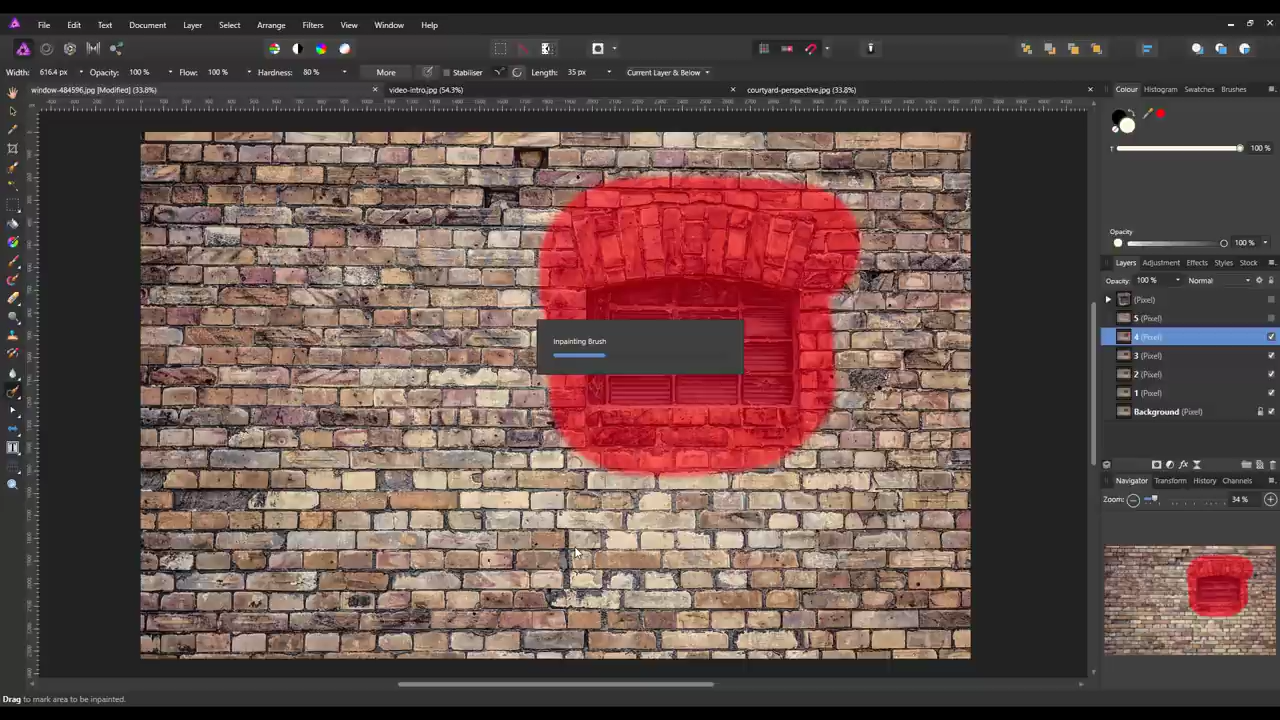 File Edit Text Document Layer Select Arrange Filters View Window Help
Width: 616.4 px Opacity: 100 % Flow: 100 % Hardness: 80 % More Stabiliser Length: 35 px Current Layer & Below
window-484596.jpg [Modified] (33.8%) video-intro.jpg (54.3%) courtyard-perspective.jpg (33.8%)
Colour Histogram Swatches Brushes
100 %
Opacity
100 %
Layers Adjustment Effects Styles Stock
Opacity: 100 % Normal
(Pixel)
5 (Pixel)
4 (Pixel)
3 (Pixel)
2 (Pixel)
1 (Pixel)
Background (Pixel)
Inpainting Brush
Navigator Transform History Channels
Zoom: 34 %
Drag to mark area to be inpainted.